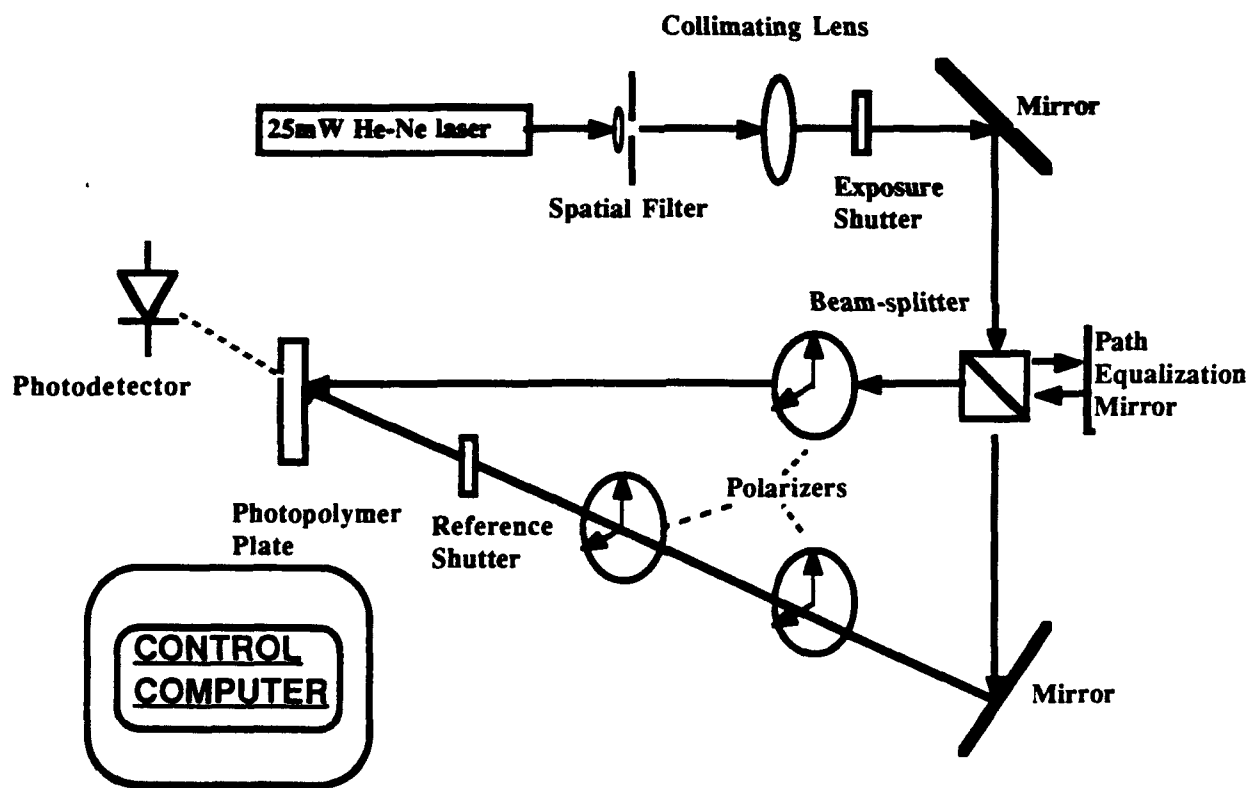 Collimating Lens
25mW He-Ne laser
Mirror
Spatial Filter
Exposure
Shutter
Beam-splitter
Path
Equalization
Mirror
Photodetector
Polarizers
Photopolymer
Plate
Reference
Shutter
CONTROL
COMPUTER
Mirror